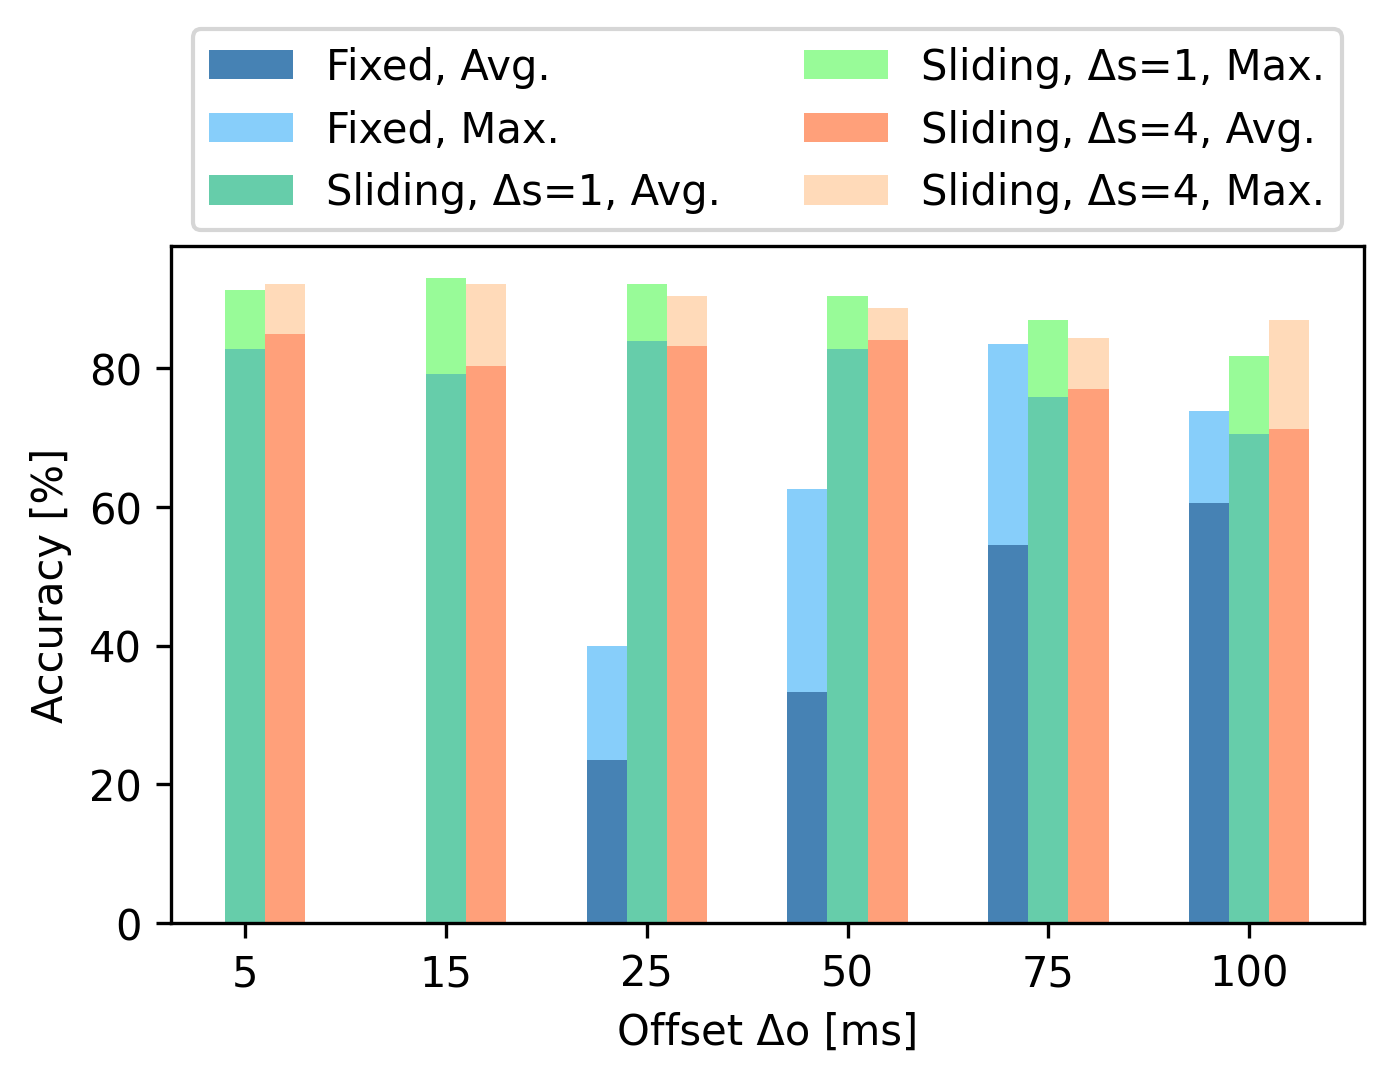 Fixed, Avg.
Fixed, Max.
Sliding, Δs=1, Avg.
Sliding, Δs=1, Max.
Sliding, Δs=4, Avg.
Sliding, Δs=4, Max.
80
60
40
20
0
Accuracy [%]
5 15 25 50 75 100
Offset Δo [ms]